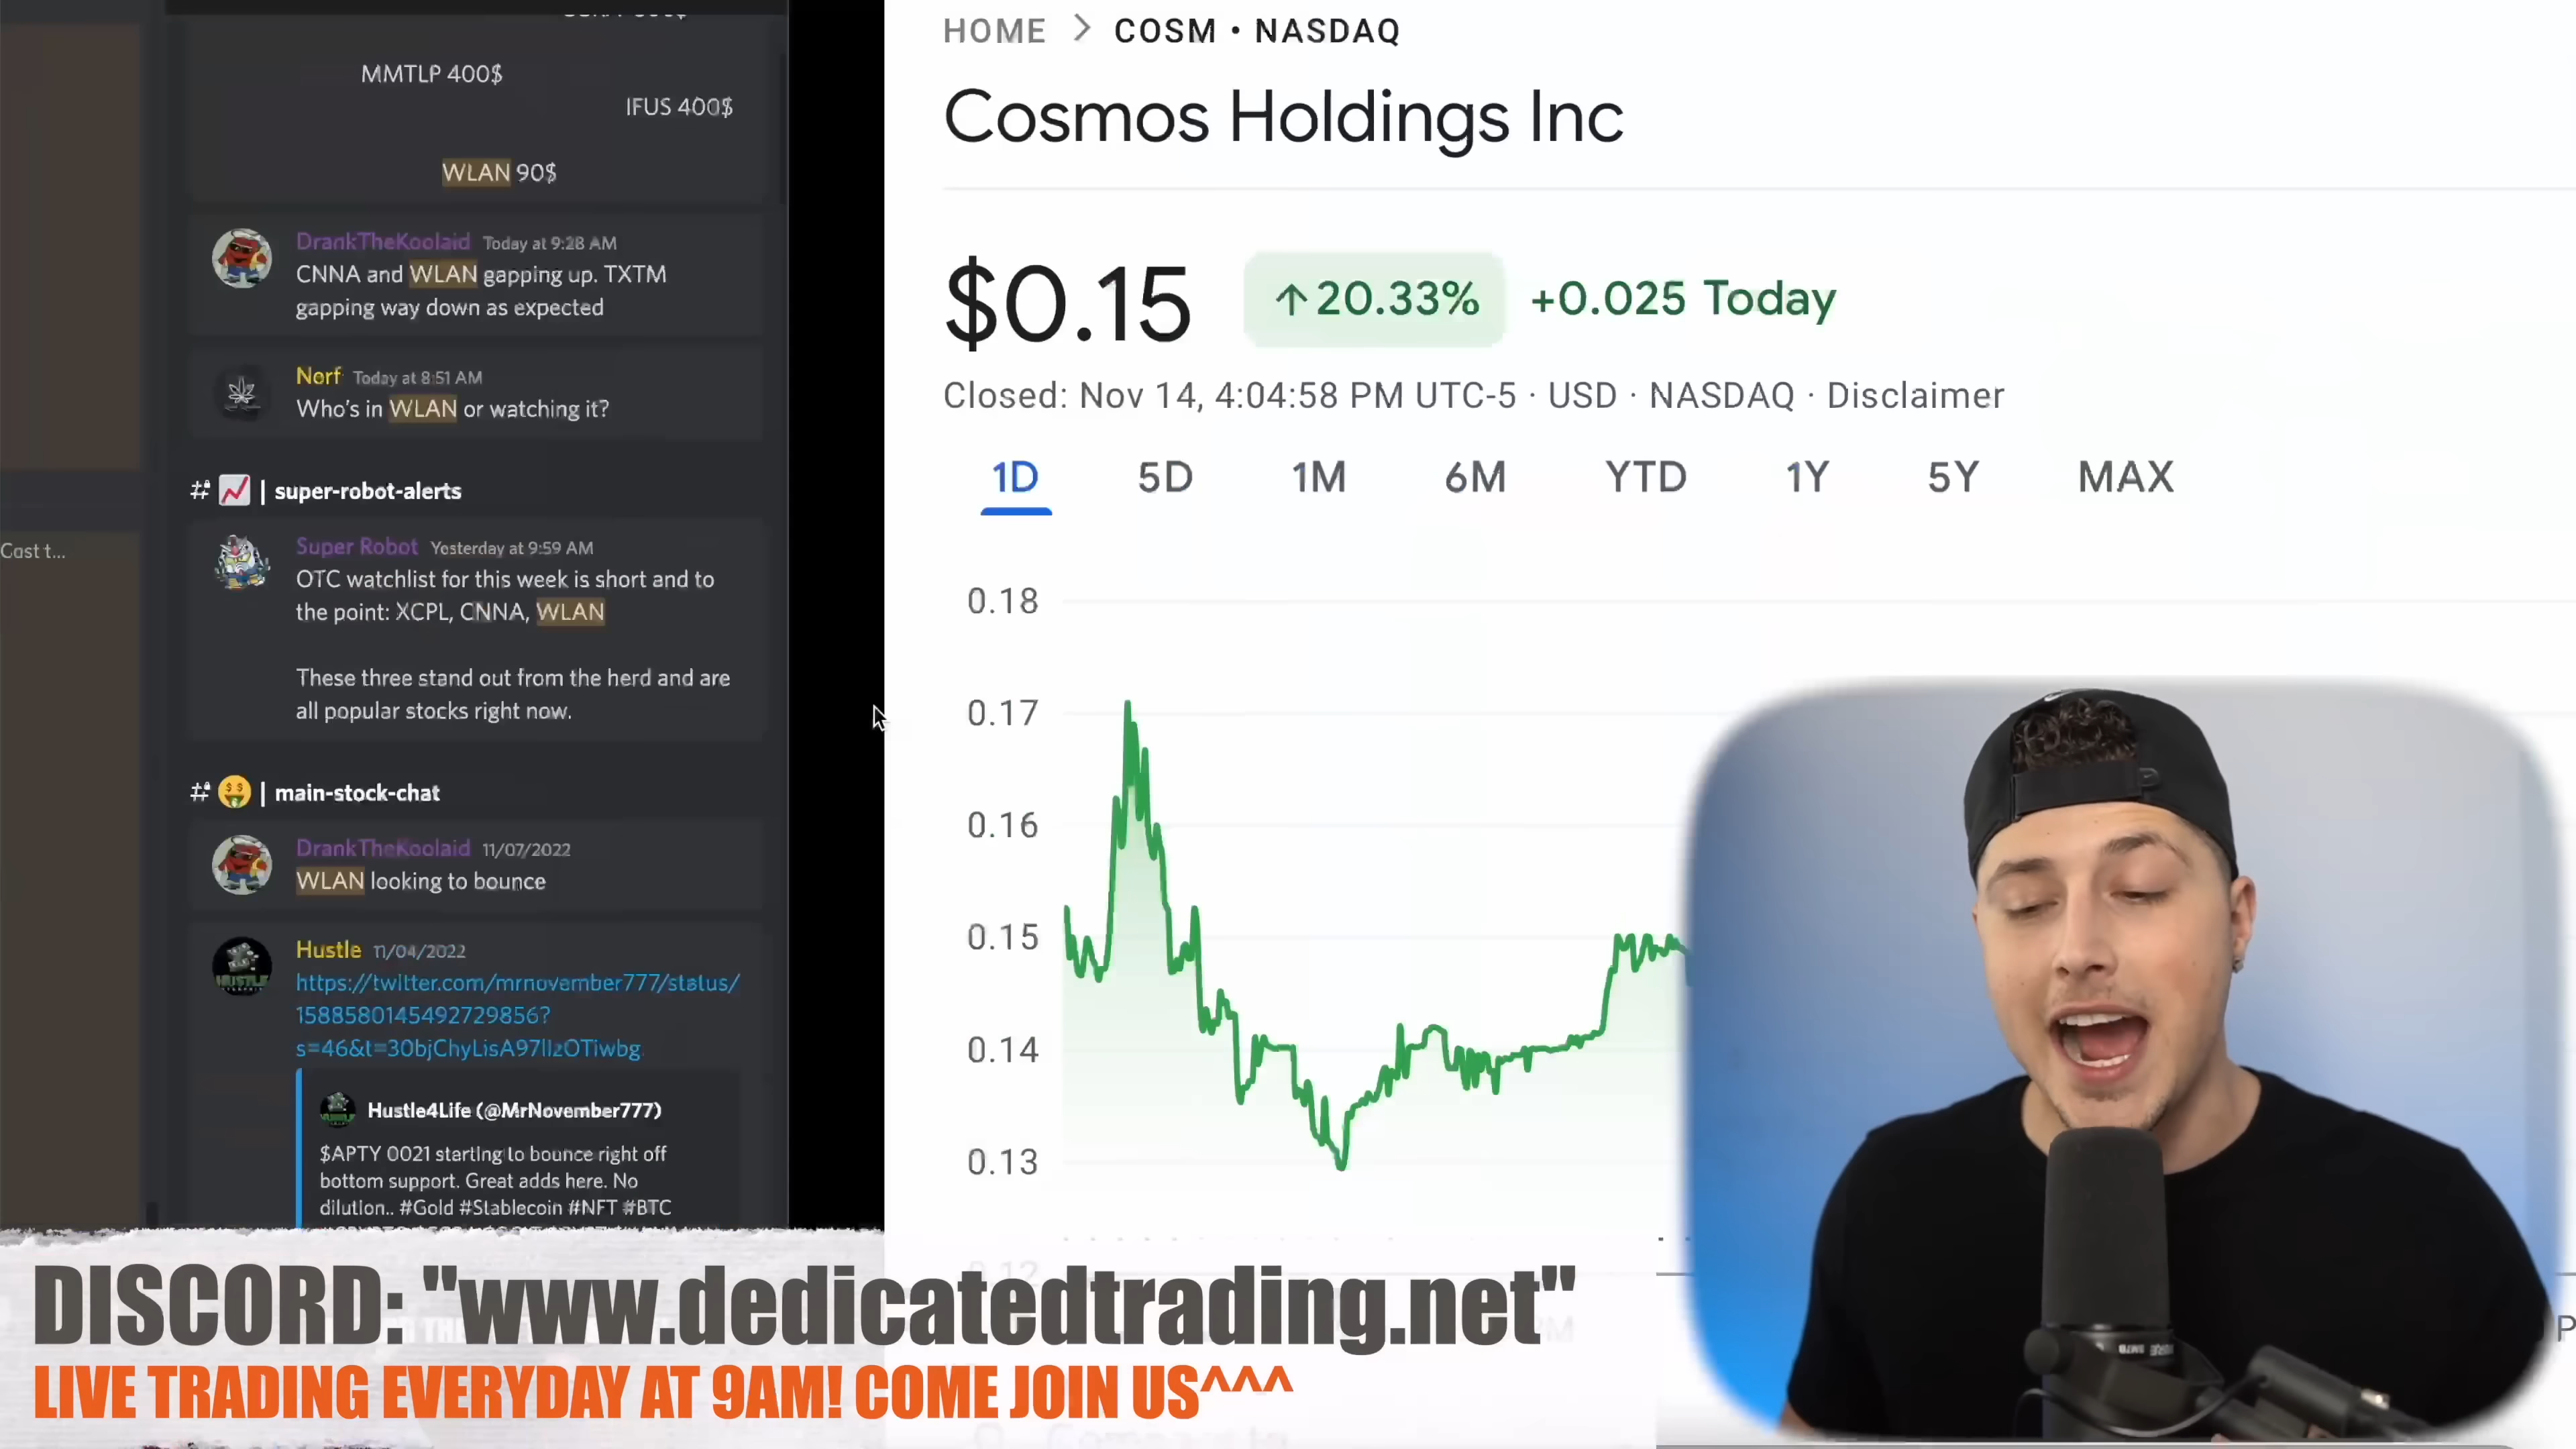 MMTLP 400$
IFUS 400$
WLAN 90$
DrankTheKoolaid Today at 9:28 AM
CNNA and WLAN gapping up. TXTM
gapping way down as expected
Norf Today at 8:51 AM
Who's in WLAN or watching it?
# | super-robot-alerts
Super Robot Yesterday at 9:59 AM
OTC watchlist for this week is short and to
the point: XCPL, CNNA, WLAN
These three stand out from the herd and are
all popular stocks right now.
Cast t...
# | main-stock-chat
DrankTheKoolaid 11/07/2022
WLAN looking to bounce
Hustle 11/04/2022
https://twitter.com/mrnovember777/status/
1588580145492729856?
Hustle4Life (@MrNovember777)
$APTY 0021 starting to bounce right off
bottom support. Great adds here. No
dilution.. #Gold #Stablecoin #NFT #BTC
HOME > COSM • NASDAQ
Cosmos Holdings Inc
$0.15 ↑20.33% +0.025 Today
Closed: Nov 14, 4:04:58 PM UTC-5 · USD · NASDAQ · Disclaimer
1D 5D 1M 6M YTD 1Y 5Y MAX
0.18
0.17
0.16
0.15
0.14
0.13
0.12
DISCORD: "www.dedicatedtrading.net"
LIVE TRADING EVERYDAY AT 9AM! COME JOIN US^^^